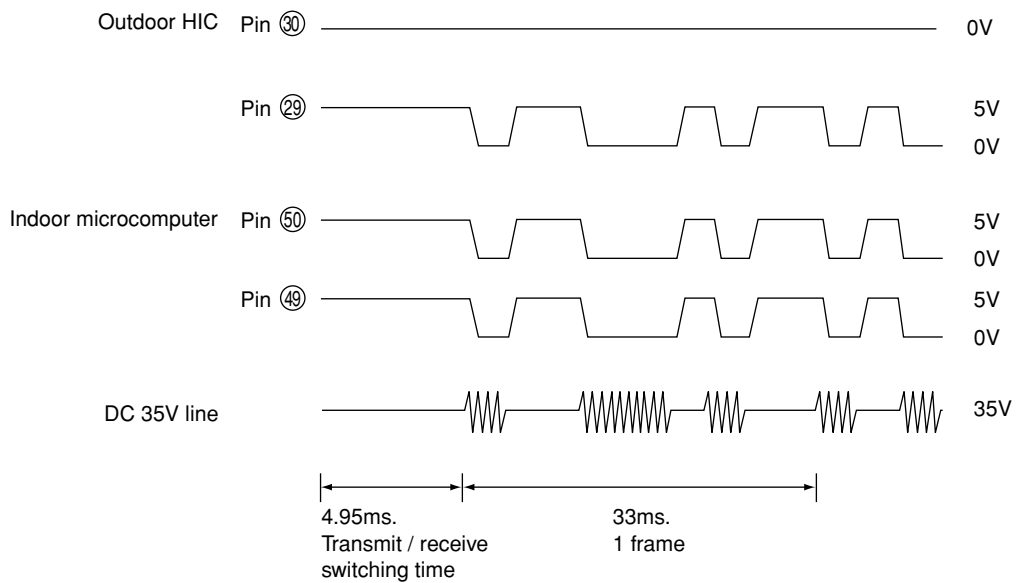 Outdoor HIC Pin ㉚ 0V
Pin ㉙ 5V
0V
Indoor microcomputer Pin ㊿ 5V
0V
Pin ㊾ 5V
0V
DC 35V line 35V
4.95ms. 33ms.
Transmit / receive 1 frame
switching time